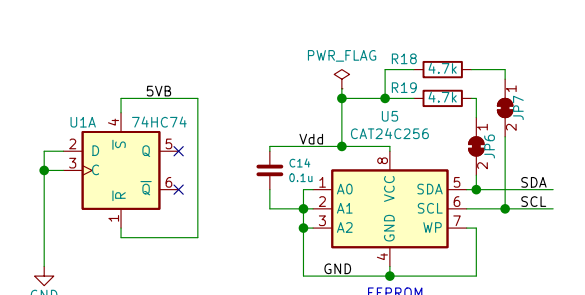 PWR_FLAG
R18
4.7k
R19
4.7k
1
JP7
2
1
JP6
2
5VB
U1A
74HC74
4
S
2
D
Q
5
3
C
Q
6
R
1
GND
U5
CAT24C256
Vdd
C14
0.1u
8
VCC
1
A0
SDA
5
SDA
2
A1
SCL
6
SCL
3
A2
WP
7
GND
4
GND
EEPROM